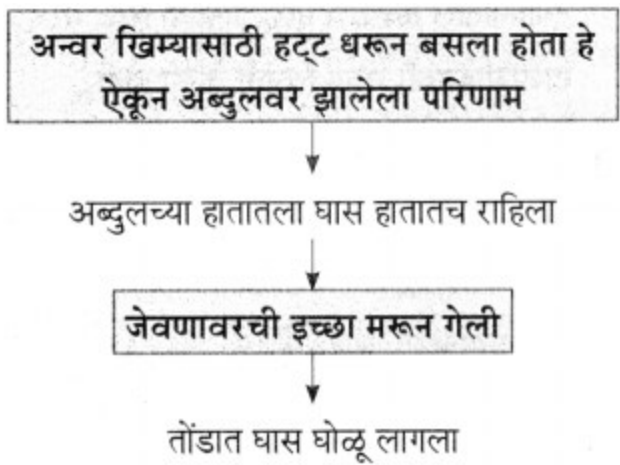 अन्वर खिम्यासाठी हट्ट धरून बसला होता हे
ऐकून अब्दुलवर झालेला परिणाम
अब्दुलच्या हातातला घास हातातच राहिला
जेवणावरची इच्छा मरून गेली
तोंडात घास घोळू लागला